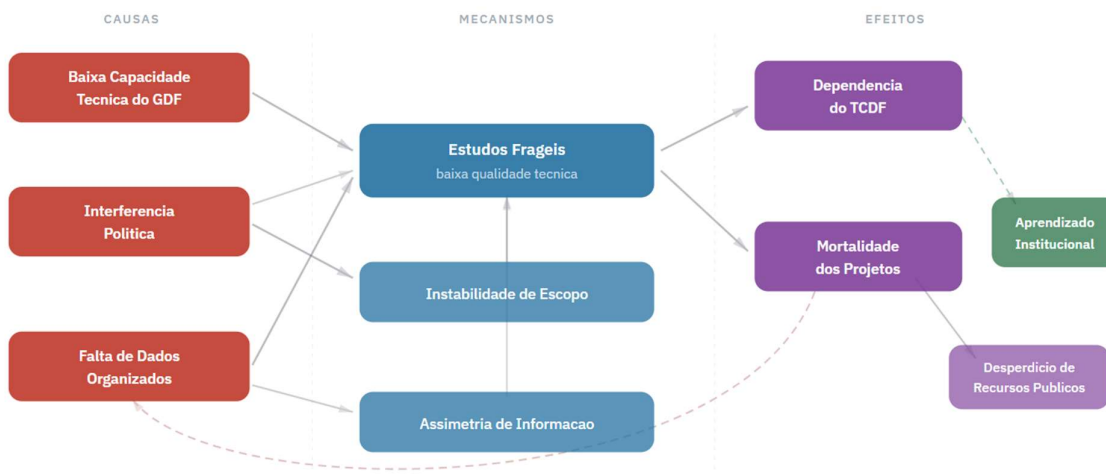 CAUSAS
MECANISMOS
EFEITOS
Baixa Capacidade
Tecnica do GDF
Interferencia
Politica
Falta de Dados
Organizados
Estudos Frageis
baixa qualidade tecnica
Instabilidade de Escopo
Assimetria de Informacao
Dependencia
do TCDF
Mortalidade
dos Projetos
Aprendizado
Institucional
Desperdicio de
Recursos Publicos